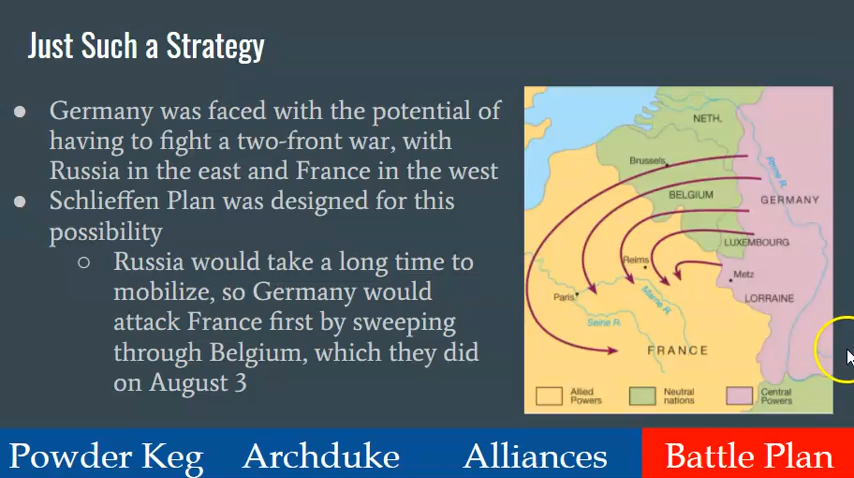 Just Such a Strategy
● Germany was faced with the potential of
having to fight a two-front war, with
Russia in the east and France in the west
● Schlieffen Plan was designed for this
possibility
○ Russia would take a long time to
mobilize, so Germany would
attack France first by sweeping
through Belgium, which they did
on August 3
NETH.
Brussels
Rhine R.
BELGIUM
GERMANY
LUXEMBOURG
Reims
Metz
Paris
Marne R.
LORRAINE
Seine R.
FRANCE
Allied
Powers
Neutral
nations
Central
Powers
Powder Keg Archduke Alliances Battle Plan